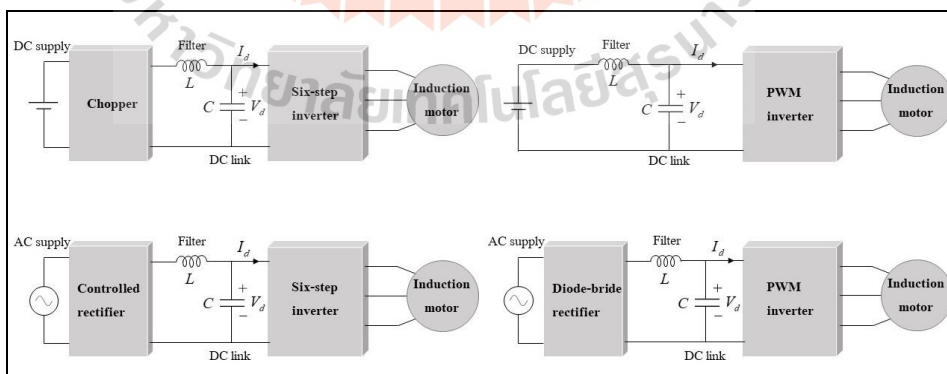 DC supply
Filter
I_d
L
Chopper
C
+
V_d
−
Six-step
inverter
Induction
motor
DC link
DC supply
Filter
I_d
L
C
+
V_d
−
PWM
inverter
Induction
motor
DC link
AC supply
Filter
I_d
L
Controlled
rectifier
C
+
V_d
−
Six-step
inverter
Induction
motor
DC link
AC supply
Filter
I_d
L
Diode-bride
rectifier
C
+
V_d
−
PWM
inverter
Induction
motor
DC link